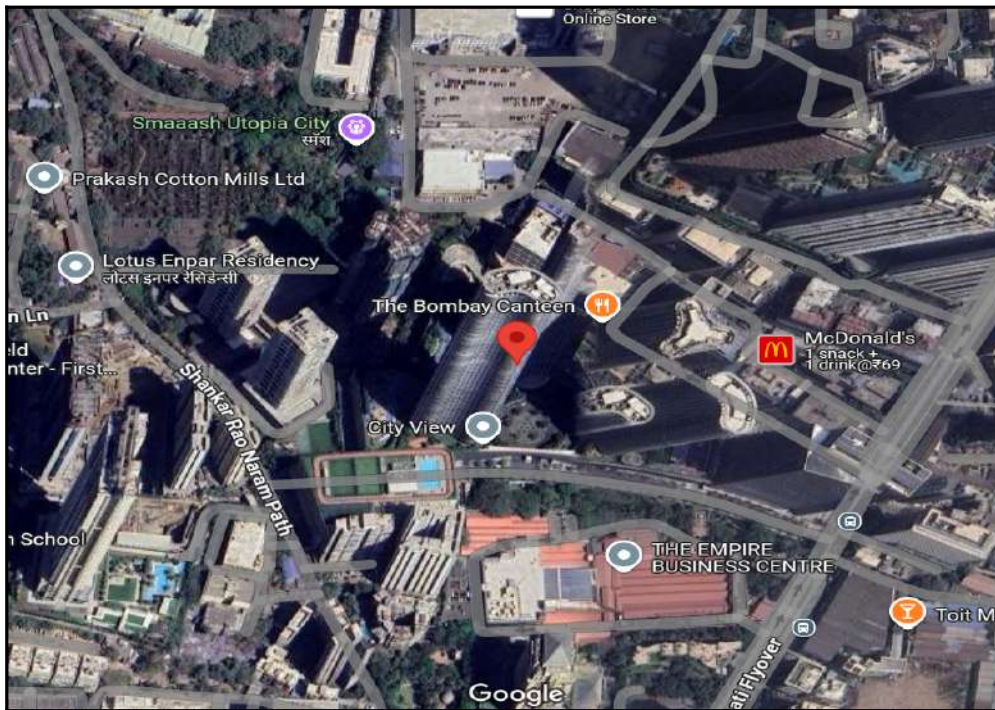 Online Store
Smaaash Utopia City
स्मॅश
Prakash Cotton Mills Ltd
Lotus Enpar Residency
लोटस इनपर रेसिडेन्सी
The Bombay Canteen
n Ln
eld
nter - First...
McDonald's
1 snack +
1 drink@₹69
Shankar Rao Naram Path
City View
n School
THE EMPIRE
BUSINESS CENTRE
Toit M
ati Flyover
Google